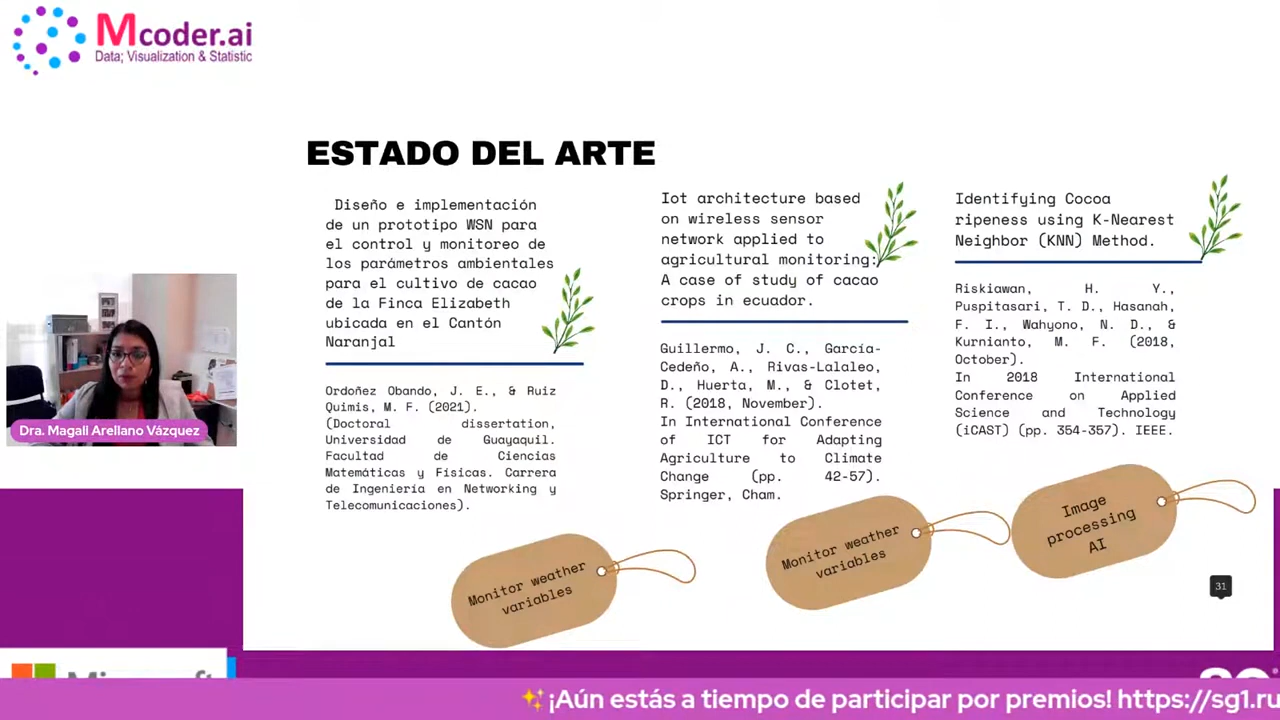 Mcoder.ai
Data; Visualization & Statistic
ESTADO DEL ARTE
Diseño e implementación
de un prototipo WSN para
el control y monitoreo de
los parámetros ambientales
para el cultivo de cacao
de la Finca Elizabeth
ubicada en el Cantón
Naranjal
Ordoñez Obando, J. E., & Ruiz
Quimis, M. F. (2021).
(Doctoral dissertation,
Universidad de Guayaquil.
Facultad de Ciencias
Matemáticas y Físicas. Carrera
de Ingeniería en Networking y
Telecomunicaciones).
Monitor weather
variables
Iot architecture based
on wireless sensor
network applied to
agricultural monitoring:
A case of study of cacao
crops in ecuador.
Guillermo, J. C., García-
Cedeño, A., Rivas-Lalaleo,
D., Huerta, M., & Clotet,
R. (2018, November).
In International Conference
of ICT for Adapting
Agriculture to Climate
Change (pp. 42-57).
Springer, Cham.
Monitor weather
variables
Identifying Cocoa
ripeness using K-Nearest
Neighbor (KNN) Method.
Riskiawan, H. Y.,
Puspitasari, T. D., Hasanah,
F. I., Wahyono, N. D., &
Kurnianto, M. F. (2018,
October).
In 2018 International
Conference on Applied
Science and Technology
(iCAST) (pp. 354-357). IEEE.
Image
processing
AI
31
Dra. Magali Arellano Vázquez
¡Aún estás a tiempo de participar por premios! https://sg1.ru